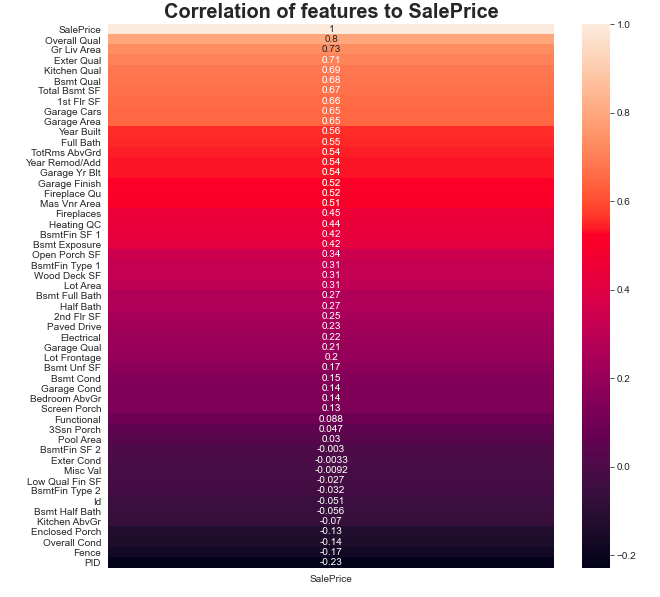 Correlation of features to SalePrice
SalePrice 1
Overall Qual 0.8
Gr Liv Area 0.73
Exter Qual 0.71
Kitchen Qual 0.69
Bsmt Qual 0.68
Total Bsmt SF 0.67
1st Flr SF 0.66
Garage Cars 0.65
Garage Area 0.65
Year Built 0.56
Full Bath 0.55
TotRms AbvGrd 0.54
Year Remod/Add 0.54
Garage Yr Blt 0.54
Garage Finish 0.52
Fireplace Qu 0.52
Mas Vnr Area 0.51
Fireplaces 0.45
Heating QC 0.44
BsmtFin SF 1 0.42
Bsmt Exposure 0.42
Open Porch SF 0.34
BsmtFin Type 1 0.31
Wood Deck SF 0.31
Lot Area 0.31
Bsmt Full Bath 0.27
Half Bath 0.27
2nd Flr SF 0.25
Paved Drive 0.23
Electrical 0.22
Garage Qual 0.21
Lot Frontage 0.2
Bsmt Unf SF 0.17
Bsmt Cond 0.15
Garage Cond 0.14
Bedroom AbvGr 0.14
Screen Porch 0.13
Functional 0.088
3Ssn Porch 0.047
Pool Area 0.03
BsmtFin SF 2 -0.003
Exter Cond -0.0033
Misc Val -0.0092
Low Qual Fin SF -0.027
BsmtFin Type 2 -0.032
Id -0.051
Bsmt Half Bath -0.056
Kitchen AbvGr -0.07
Enclosed Porch -0.13
Overall Cond -0.14
Fence -0.17
PID -0.23
SalePrice
1.0
0.8
0.6
0.4
0.2
0.0
−0.2